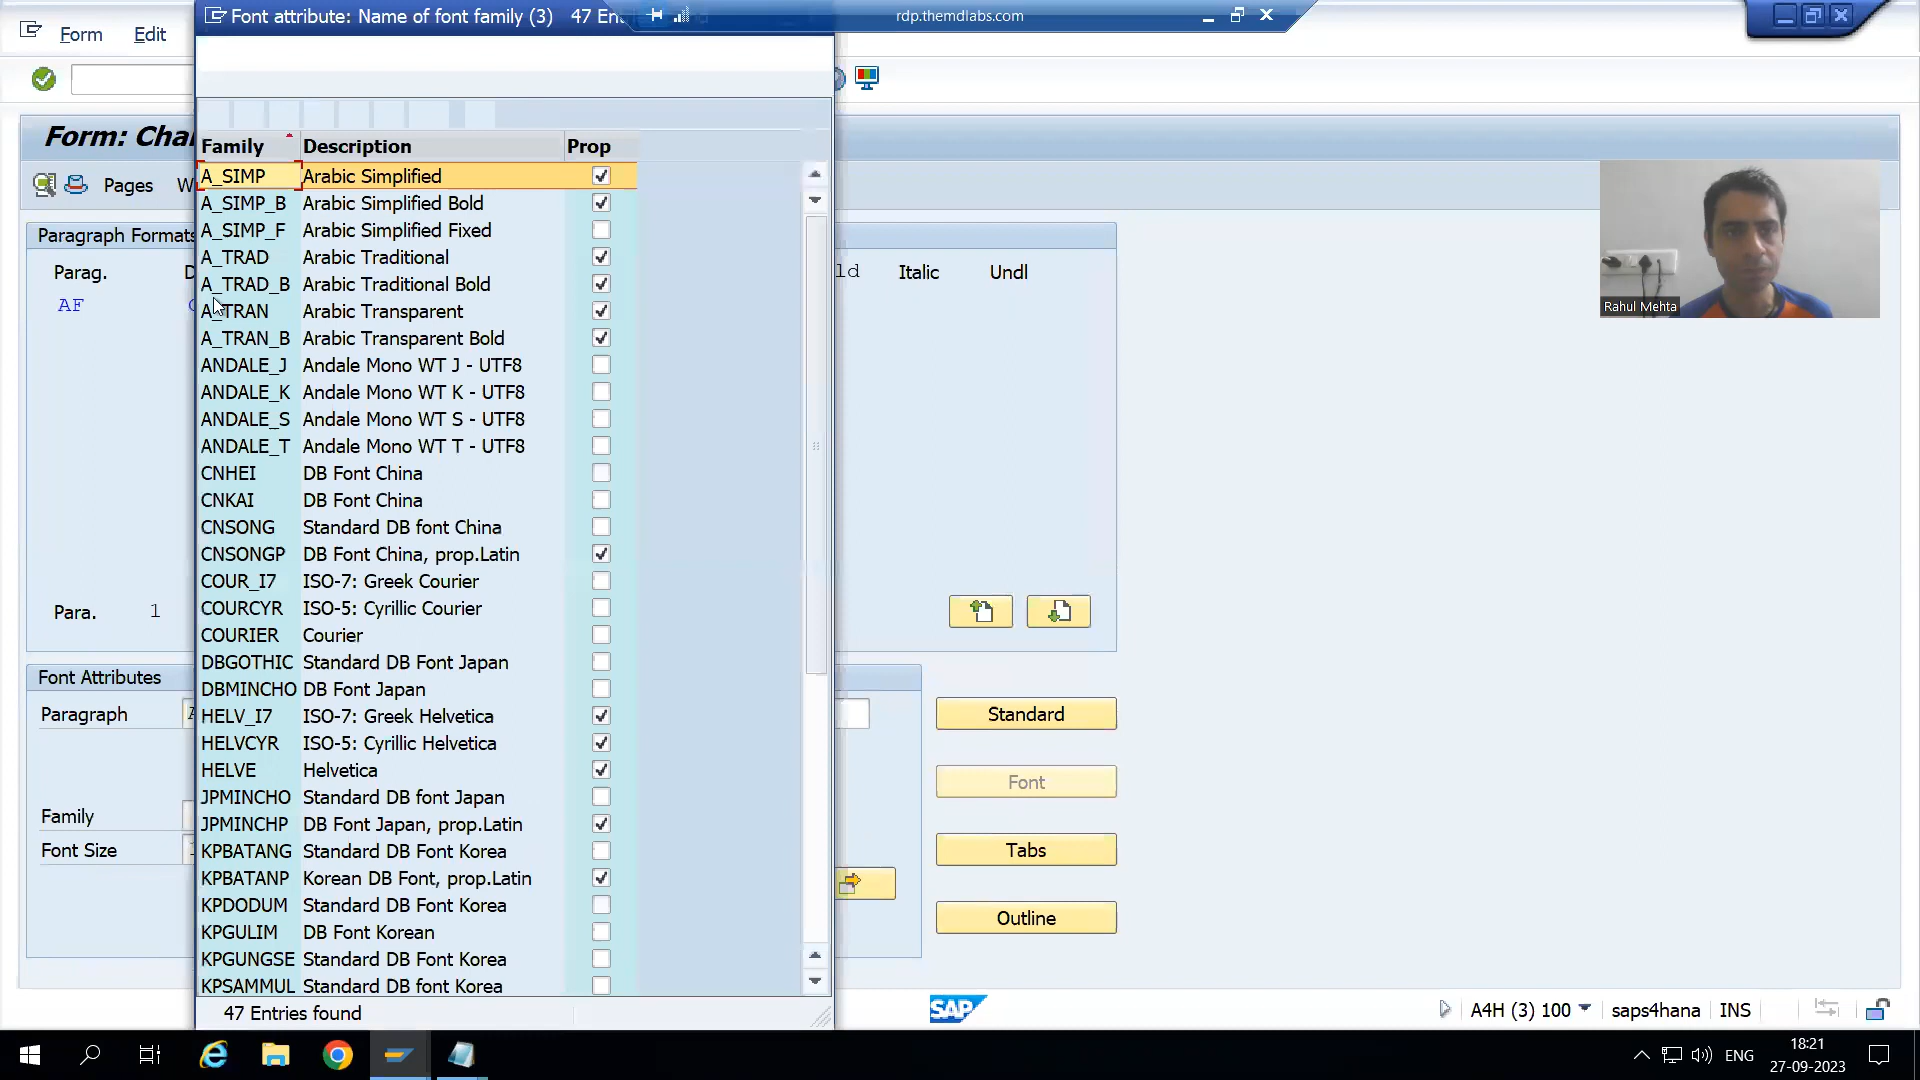 Font attribute: Name of font family (3) 47 Ent
rdp.themdlabs.com
Form Edit
Form: Cha
Pages W
Family Description Prop
A_SIMP Arabic Simplified
A_SIMP_B Arabic Simplified Bold
A_SIMP_F Arabic Simplified Fixed
A_TRAD Arabic Traditional
A_TRAD_B Arabic Traditional Bold
A_TRAN Arabic Transparent
A_TRAN_B Arabic Transparent Bold
ANDALE_J Andale Mono WT J - UTF8
ANDALE_K Andale Mono WT K - UTF8
ANDALE_S Andale Mono WT S - UTF8
ANDALE_T Andale Mono WT T - UTF8
CNHEI DB Font China
CNKAI DB Font China
CNSONG Standard DB font China
CNSONGP DB Font China, prop.Latin
COUR_I7 ISO-7: Greek Courier
COURCYR ISO-5: Cyrillic Courier
COURIER Courier
DBGOTHIC Standard DB Font Japan
DBMINCHO DB Font Japan
HELV_I7 ISO-7: Greek Helvetica
HELVCYR ISO-5: Cyrillic Helvetica
HELVE Helvetica
JPMINCHO Standard DB font Japan
JPMINCHP DB Font Japan, prop.Latin
KPBATANG Standard DB Font Korea
KPBATANP Korean DB Font, prop.Latin
KPDODUM Standard DB Font Korea
KPGULIM DB Font Korean
KPGUNGSE Standard DB Font Korea
KPSAMMUL Standard DB font Korea
47 Entries found
Paragraph Formats
Parag. D
AF
ld Italic Undl
Para. 1
Font Attributes
Paragraph
Family
Font Size
Standard
Font
Tabs
Outline
Rahul Mehta
SAP
A4H (3) 100 saps4hana INS
ENG
18:21
27-09-2023